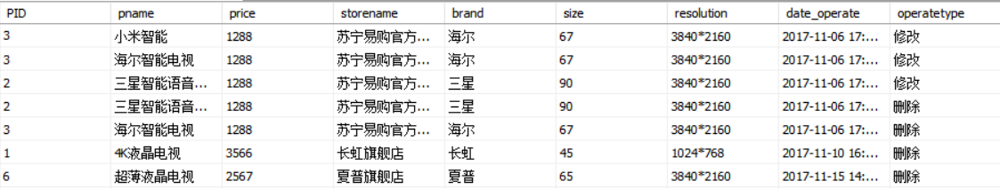 PID pname price storename brand size resolution date_operate operatetype
3 小米智能 1288 苏宁易购官方... 海尔 67 3840*2160 2017-11-06 17:... 修改
3 海尔智能电视 1288 苏宁易购官方... 海尔 67 3840*2160 2017-11-06 17:... 修改
2 三星智能语音... 1288 苏宁易购官方... 三星 90 3840*2160 2017-11-06 17:... 修改
2 三星智能语音... 1288 苏宁易购官方... 三星 90 3840*2160 2017-11-06 17:... 删除
3 海尔智能电视 1288 苏宁易购官方... 海尔 67 3840*2160 2017-11-06 17:... 删除
1 4K液晶电视 3566 长虹旗舰店 长虹 45 1024*768 2017-11-10 16:... 删除
6 超薄液晶电视 2567 夏普旗舰店 夏普 65 3840*2160 2017-11-15 14:... 删除